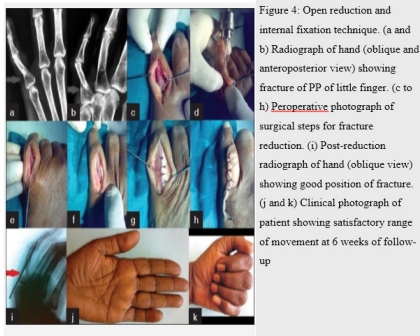 Figure 4: Open reduction and
internal fixation technique. (a and
b) Radiograph of hand (oblique and
anteroposterior view) showing
fracture of PP of little finger. (c to
h) Peroperative photograph of
surgical steps for fracture
reduction. (i) Post-reduction
radiograph of hand (oblique view)
showing good position of fracture.
(j and k) Clinical photograph of
patient showing satisfactory range
of movement at 6 weeks of follow-
up
a
b
c
d
e
f
g
h
i
j
k